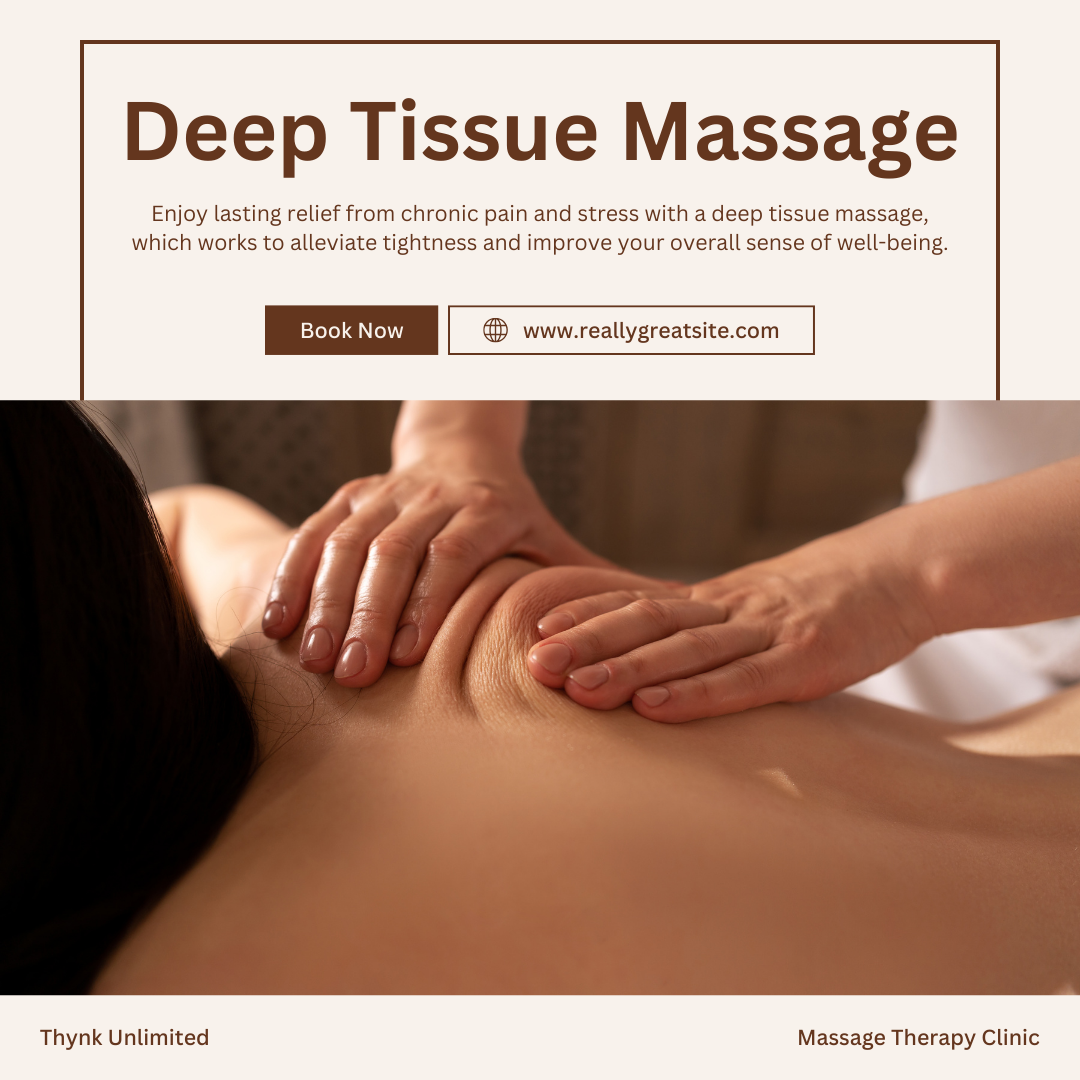 Deep Tissue Massage
Enjoy lasting relief from chronic pain and stress with a deep tissue massage,
which works to alleviate tightness and improve your overall sense of well-being.
Book Now
www.reallygreatsite.com
Thynk Unlimited
Massage Therapy Clinic